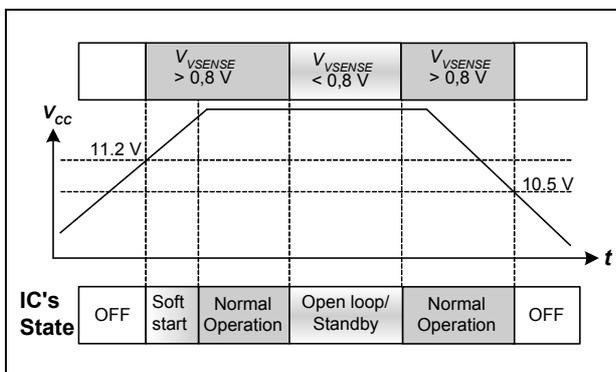 V_VSENSE > 0,8 V
V_VSENSE < 0,8 V
V_VSENSE > 0,8 V
V_CC
11.2 V
10.5 V
t
IC's State
OFF
Soft start
Normal Operation
Open loop/ Standby
Normal Operation
OFF